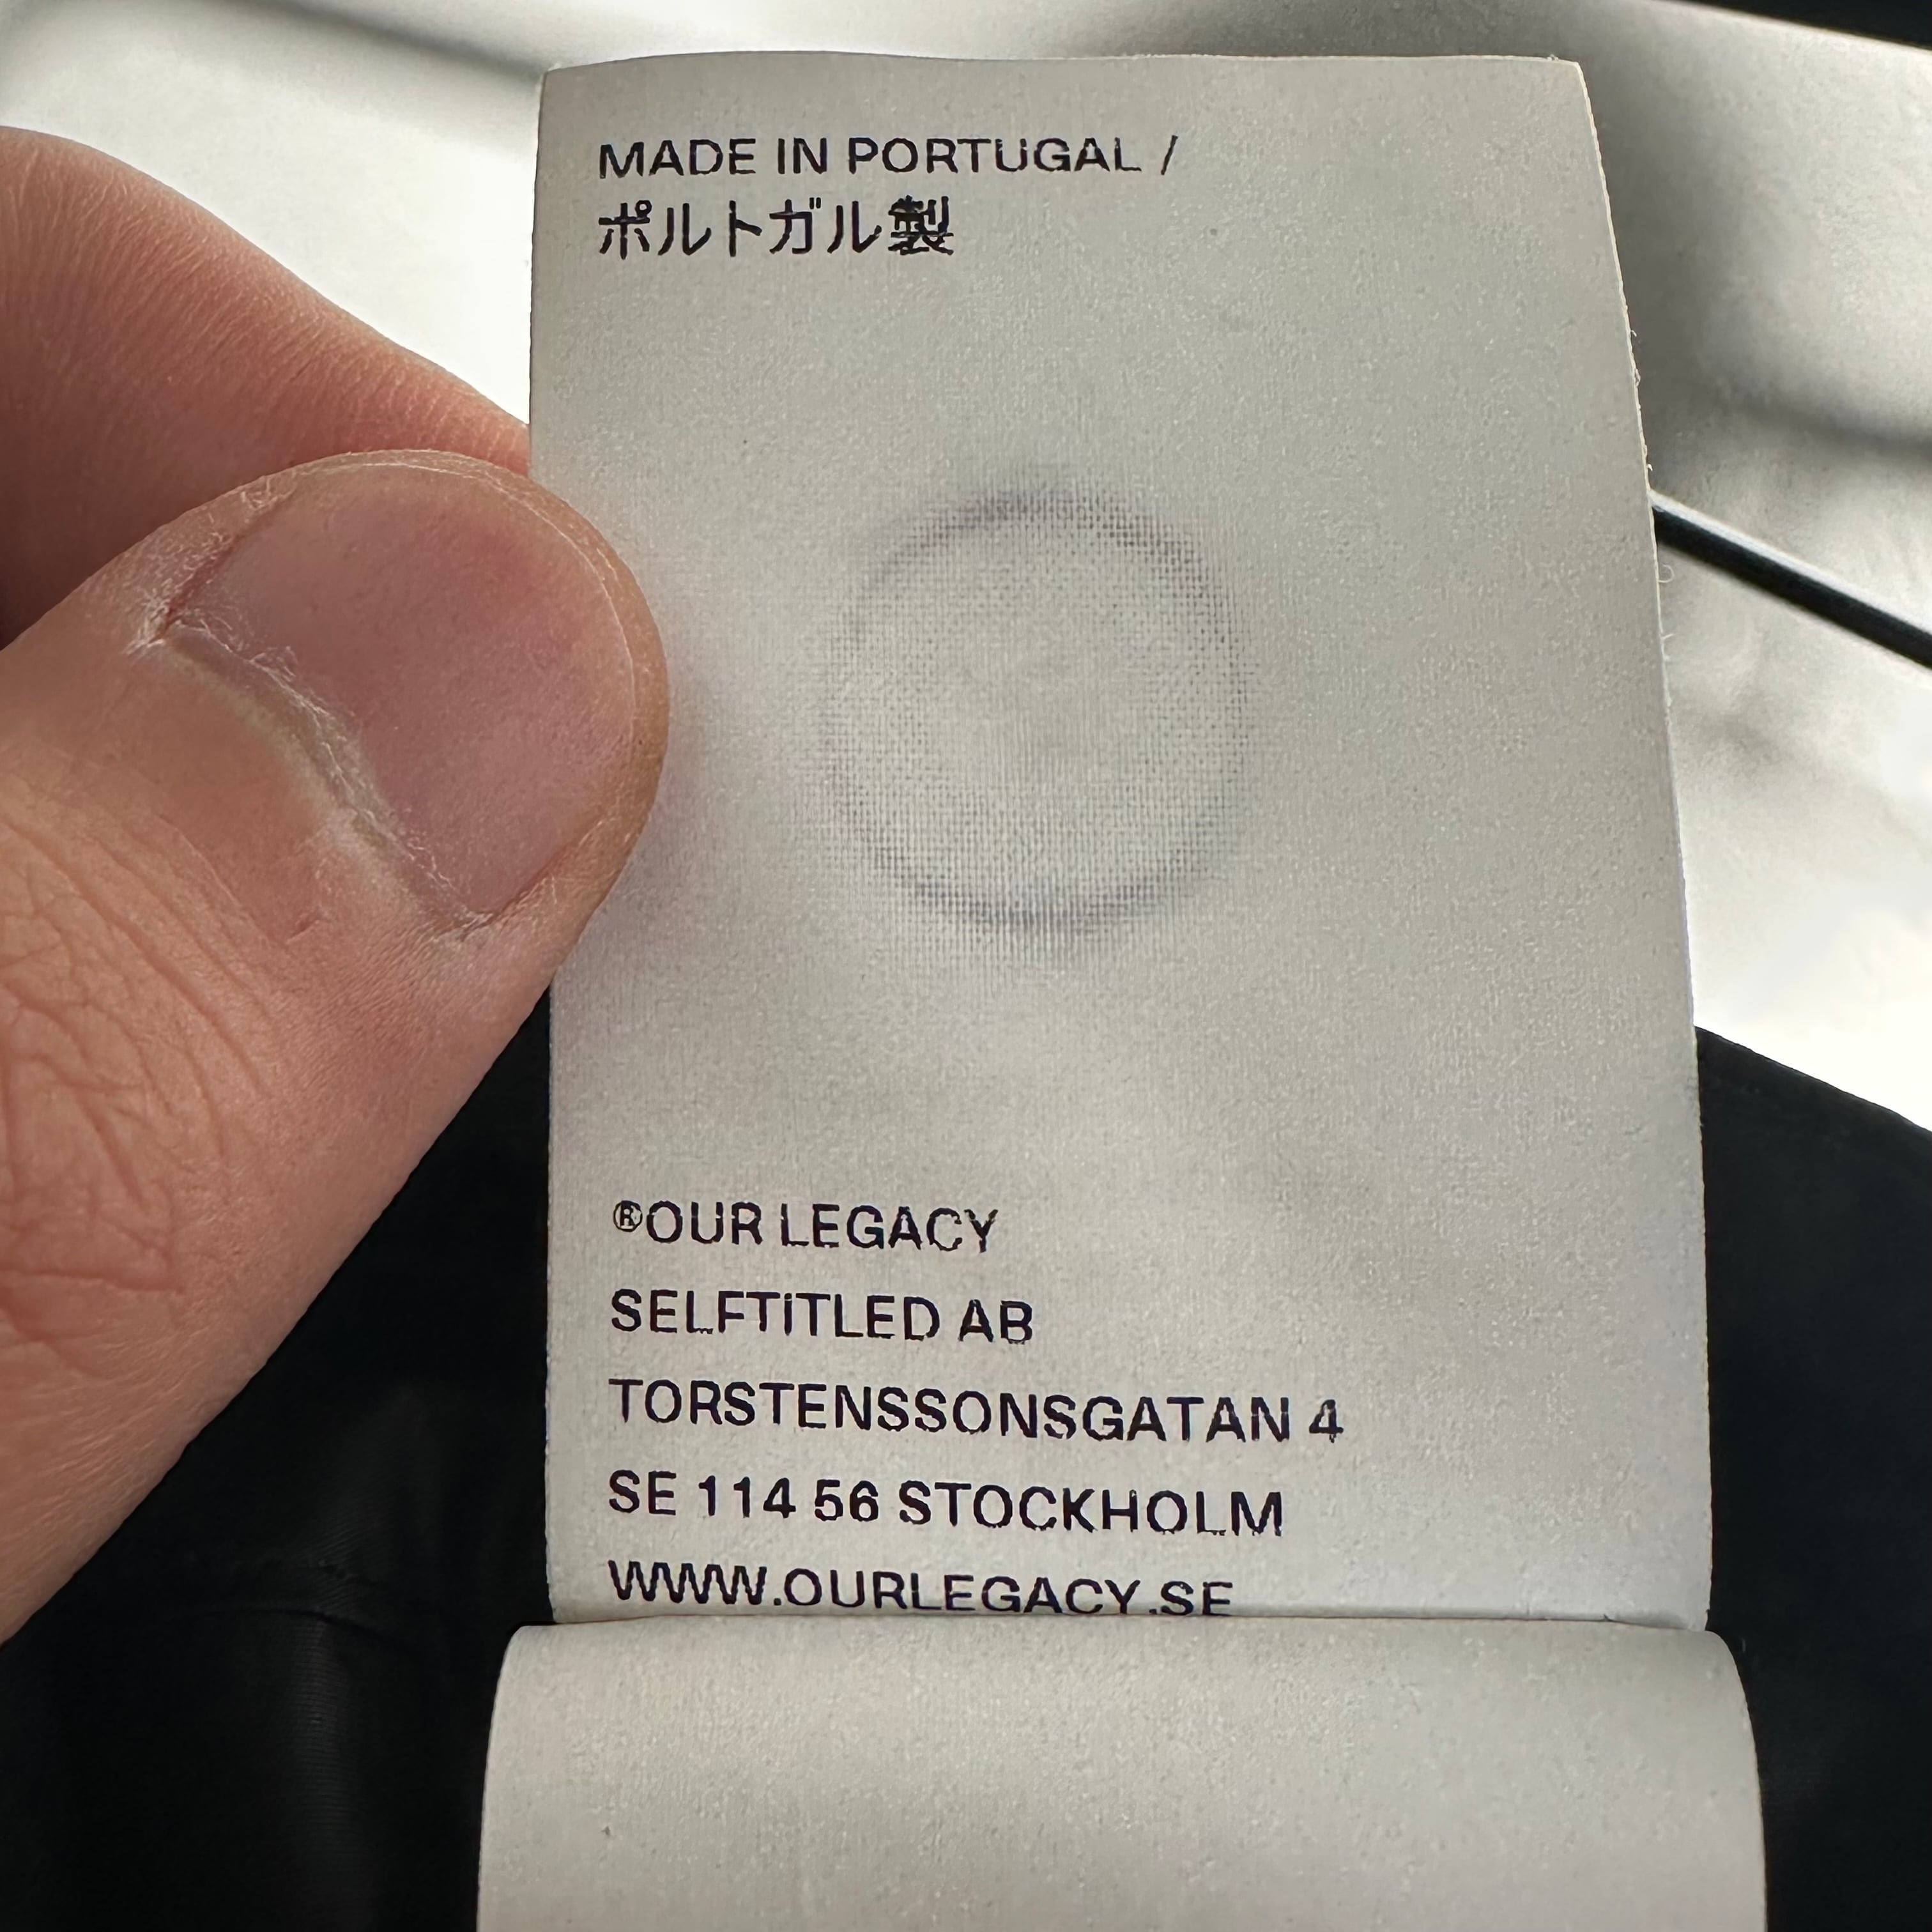 MADE IN PORTUGAL /
ポルトガル製
®OUR LEGACY
SELFTITLED AB
TORSTENSSONSGATAN 4
SE 114 56 STOCKHOLM
WWW.OURLEGACY.SE